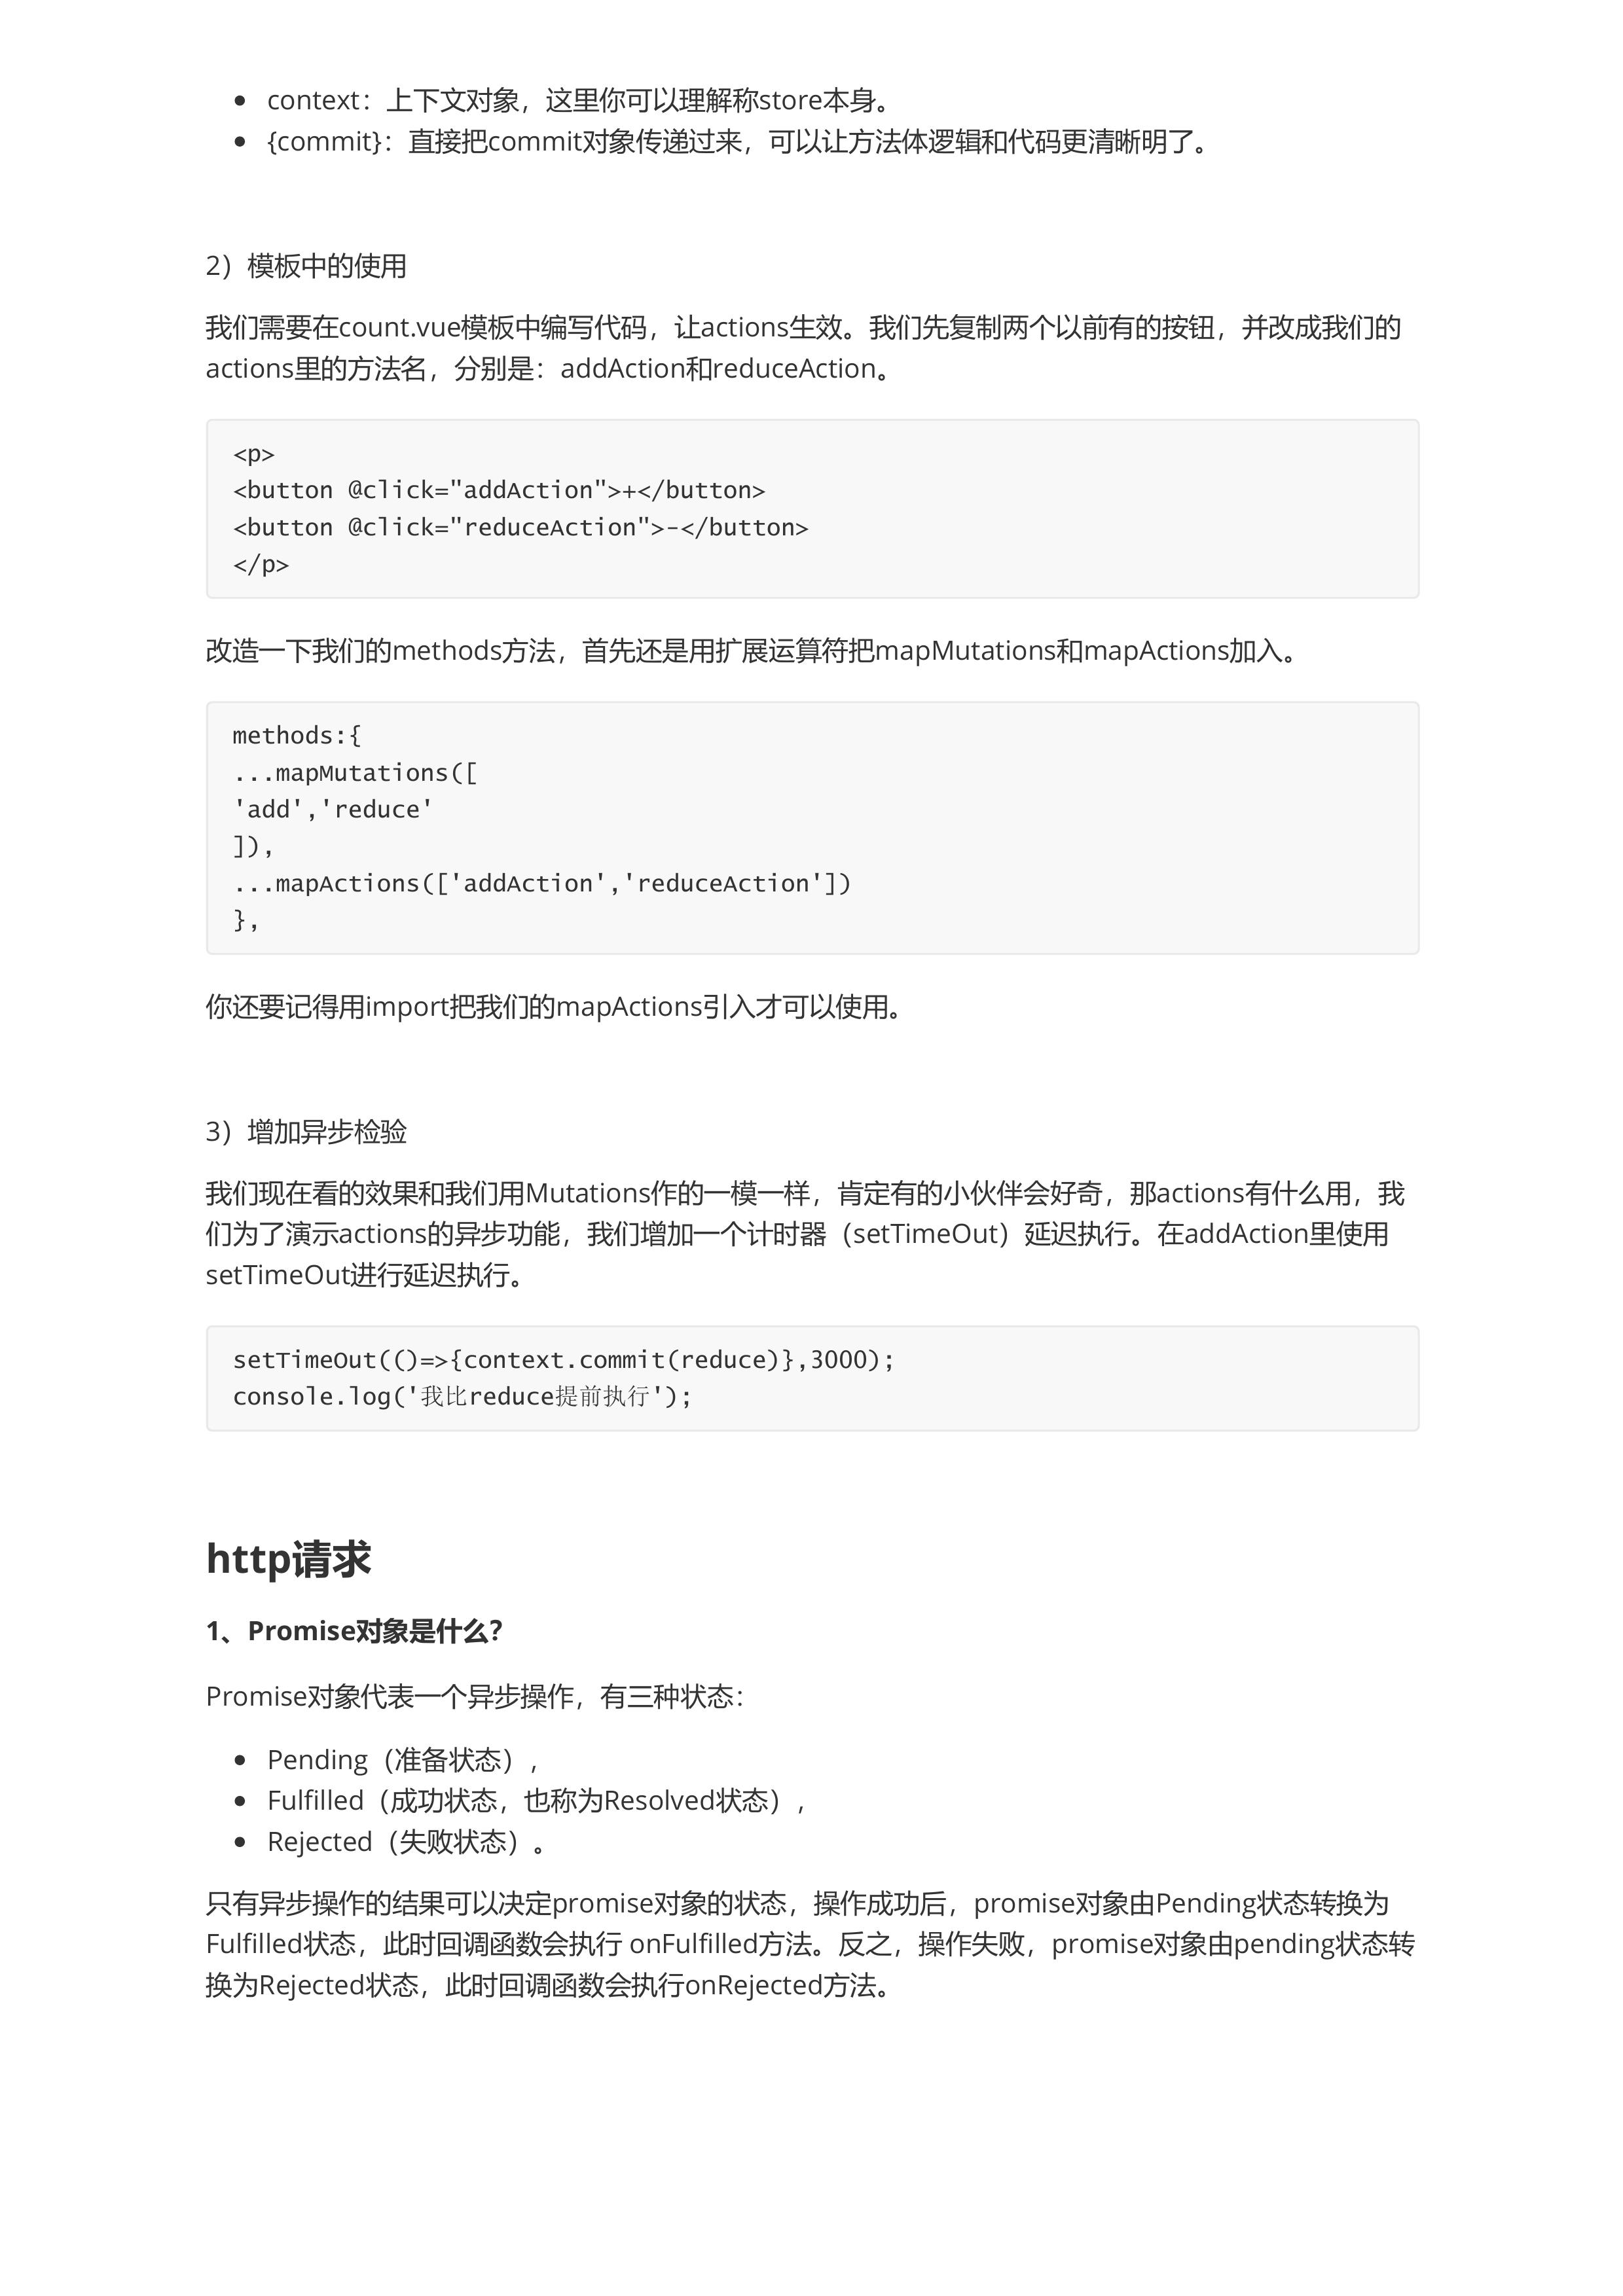 context：上下文对象，这里你可以理解称store本身。
{commit}：直接把commit对象传递过来，可以让方法体逻辑和代码更清晰明了。
2）模板中的使用
我们需要在count.vue模板中编写代码，让actions生效。我们先复制两个以前有的按钮，并改成我们的
actions里的方法名，分别是：addAction和reduceAction。
<p>
<button @click="addAction">+</button>
<button @click="reduceAction">-</button>
</p>
改造一下我们的methods方法，首先还是用扩展运算符把mapMutations和mapActions加入。
methods:{
...mapMutations([
'add','reduce'
]),
...mapActions(['addAction','reduceAction'])
},
你还要记得用import把我们的mapActions引入才可以使用。
3）增加异步检验
我们现在看的效果和我们用Mutations作的一模一样，肯定有的小伙伴会好奇，那actions有什么用，我
们为了演示actions的异步功能，我们增加一个计时器（setTimeOut）延迟执行。在addAction里使用
setTimeOut进行延迟执行。
setTimeOut(()=>{context.commit(reduce)},3000);
console.log('我比reduce提前执行');
http请求
1、Promise对象是什么?
Promise对象代表一个异步操作，有三种状态：
Pending（准备状态）,
Fulfilled（成功状态，也称为Resolved状态）,
Rejected（失败状态）。
只有异步操作的结果可以决定promise对象的状态，操作成功后，promise对象由Pending状态转换为
Fulfilled状态，此时回调函数会执行 onFulfilled方法。反之，操作失败，promise对象由pending状态转
换为Rejected状态，此时回调函数会执行onRejected方法。